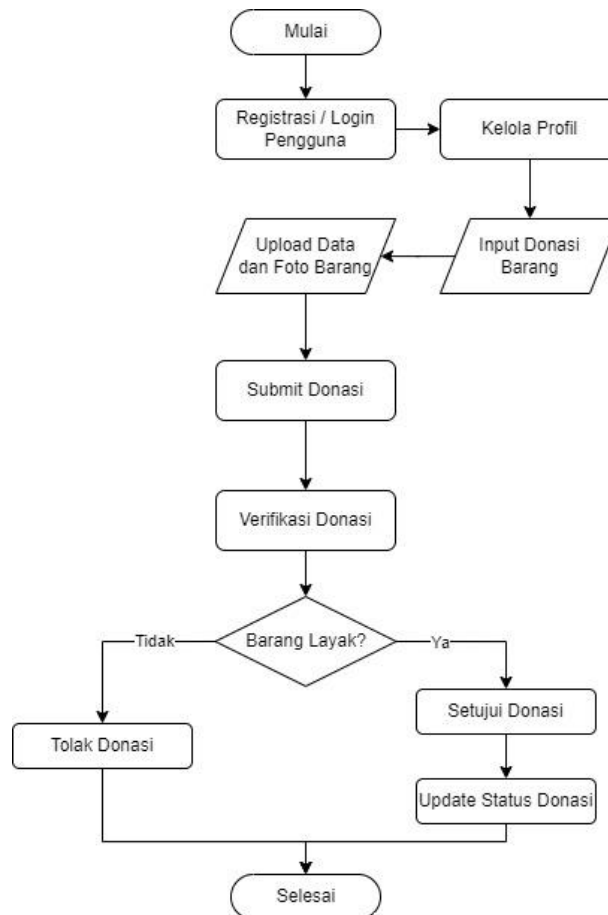 Mulai
Registrasi / Login
Pengguna
Kelola Profil
Upload Data
dan Foto Barang
Input Donasi
Barang
Submit Donasi
Verifikasi Donasi
Tidak
Barang Layak?
Ya
Setujui Donasi
Tolak Donasi
Update Status Donasi
Selesai